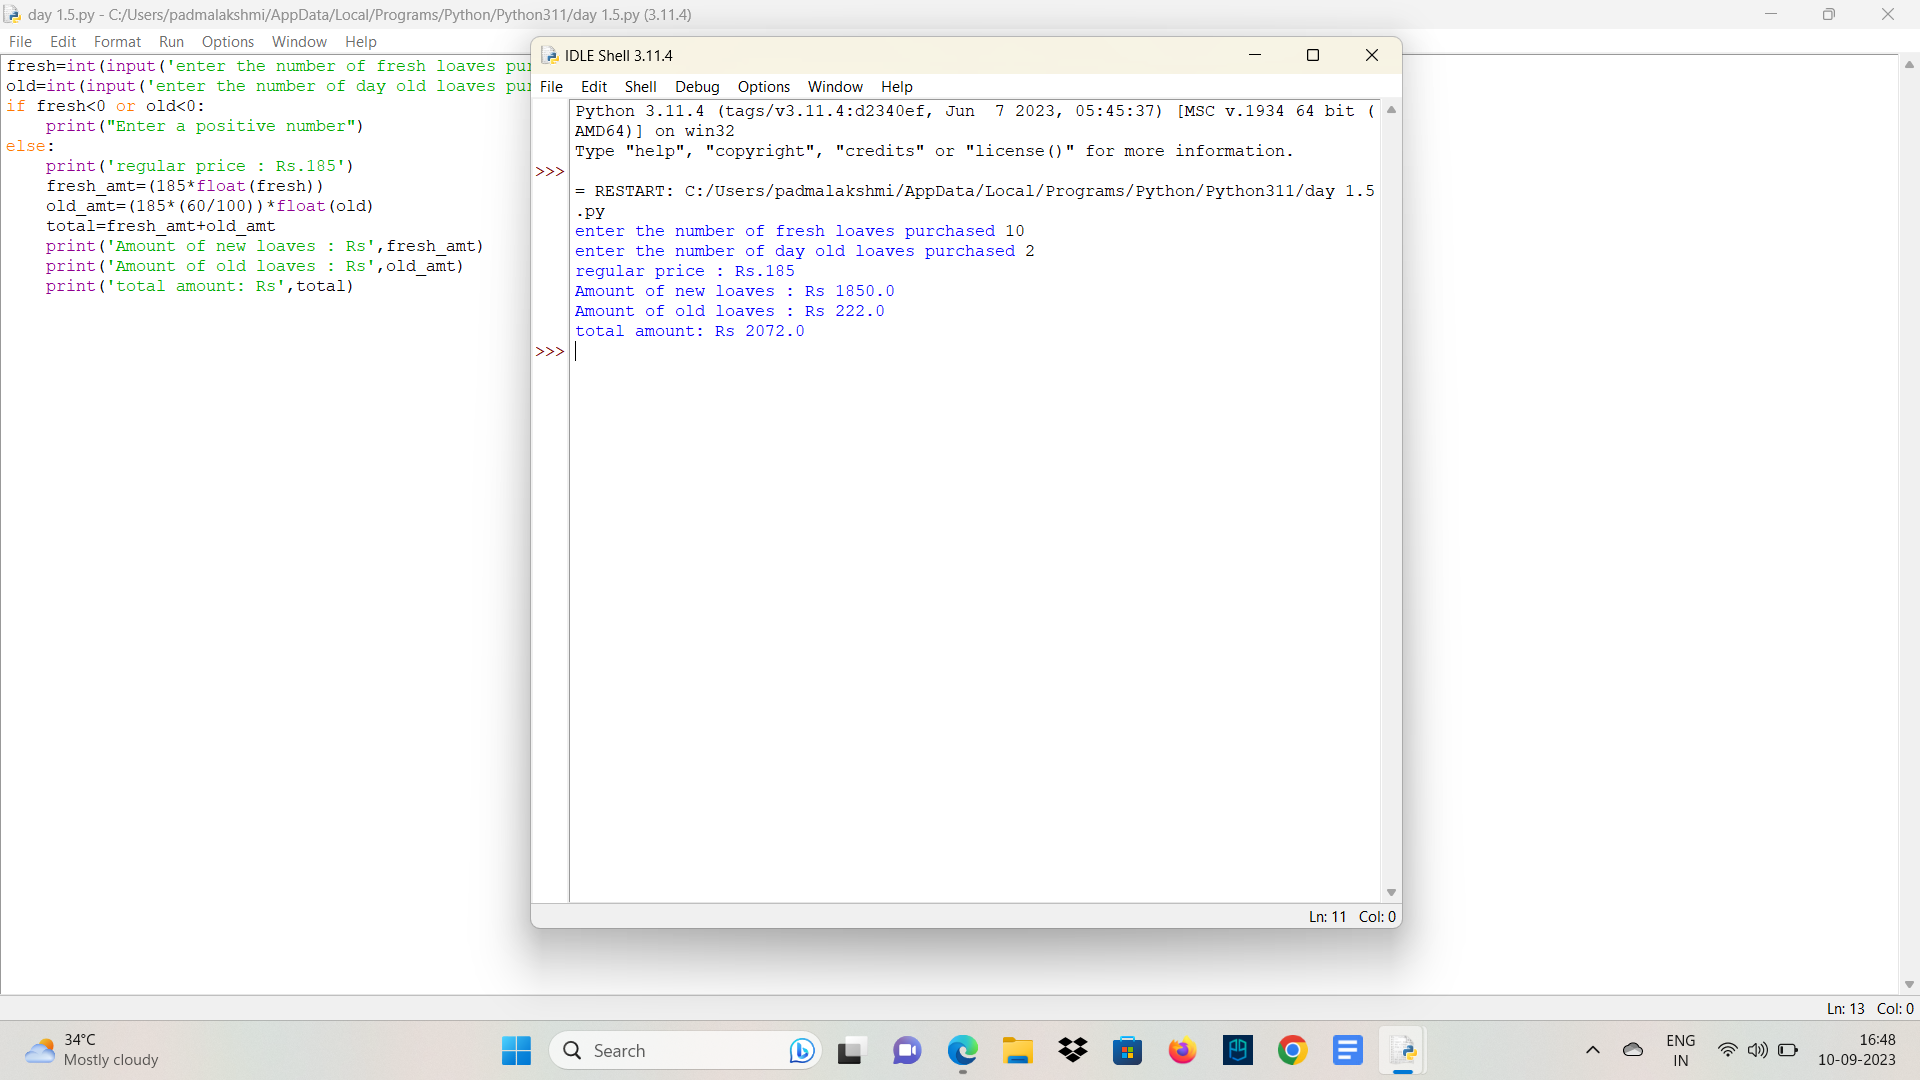 day 1.5.py - C:/Users/padmalakshmi/AppData/Local/Programs/Python/Python311/day 1.5.py (3.11.4)
File Edit Format Run Options Window Help
fresh=int(input('enter the number of fresh loaves pu
old=int(input('enter the number of day old loaves pu
if fresh<0 or old<0:
    print("Enter a positive number")
else:
    print('regular price : Rs.185')
    fresh_amt=(185*float(fresh))
    old_amt=(185*(60/100))*float(old)
    total=fresh_amt+old_amt
    print('Amount of new loaves : Rs',fresh_amt)
    print('Amount of old loaves : Rs',old_amt)
    print('total amount: Rs',total)
IDLE Shell 3.11.4
File Edit Shell Debug Options Window Help
Python 3.11.4 (tags/v3.11.4:d2340ef, Jun  7 2023, 05:45:37) [MSC v.1934 64 bit (
AMD64)] on win32
Type "help", "copyright", "credits" or "license()" for more information.
>>>
= RESTART: C:/Users/padmalakshmi/AppData/Local/Programs/Python/Python311/day 1.5
.py
enter the number of fresh loaves purchased 10
enter the number of day old loaves purchased 2
regular price : Rs.185
Amount of new loaves : Rs 1850.0
Amount of old loaves : Rs 222.0
total amount: Rs 2072.0
>>>
Ln: 11 Col: 0
Ln: 13 Col: 0
34°C
Mostly cloudy
Search
ENG
IN
16:48
10-09-2023